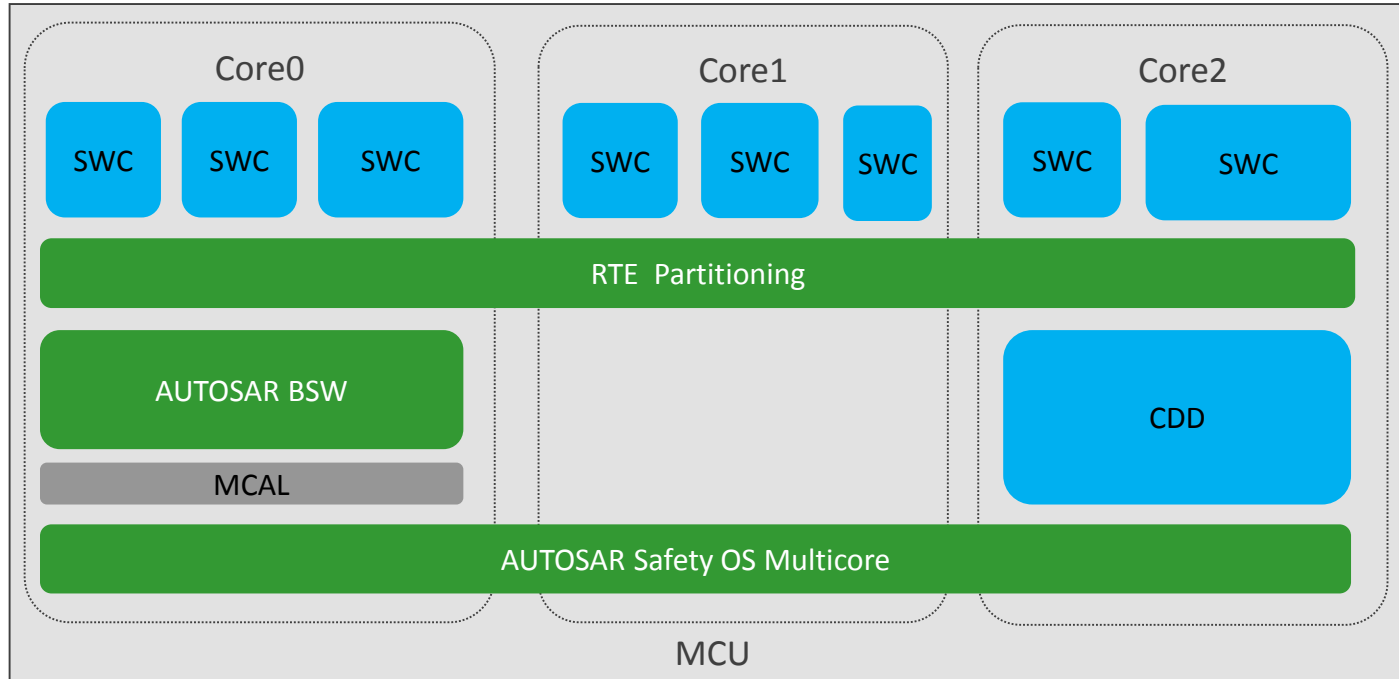 Core0
Core1
Core2
SWC
SWC
SWC
SWC
SWC
SWC
SWC
SWC
RTE Partitioning
AUTOSAR BSW
CDD
MCAL
AUTOSAR Safety OS Multicore
MCU